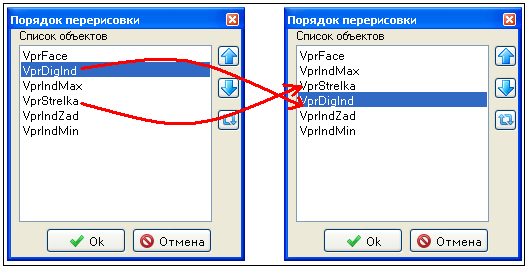 Порядок перерисовки
Список объектов
VprFace
VprDigInd
VprIndMax
VprStrelka
VprIndZad
VprIndMin
Ok
Отмена
Порядок перерисовки
Список объектов
VprFace
VprIndMax
VprStrelka
VprDigInd
VprIndZad
VprIndMin
Ok
Отмена